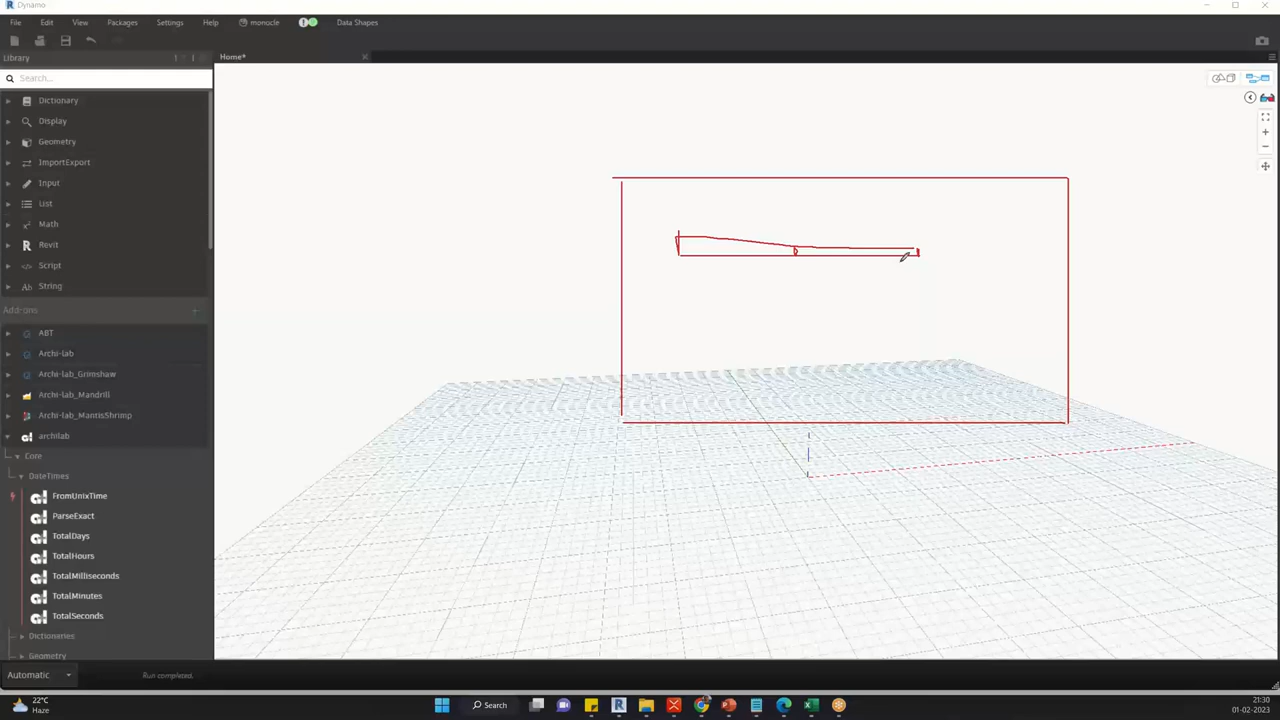 Dynamo
File Edit View Packages Settings Help monocle Data Shapes
Library
Home*
Search...
Dictionary
Display
Geometry
ImportExport
Input
List
Math
Revit
Script
String
Add-ons
ABT
Archi-lab
Archi-lab_Grimshaw
Archi-lab_Mandrill
Archi-lab_MantisShrimp
archilab
Core
DateTimes
FromUnixTime
ParseExact
TotalDays
TotalHours
TotalMilliseconds
TotalMinutes
TotalSeconds
Dictionaries
Geometry
Automatic
Run completed.
22°C
Haze
Search
21:30
01-02-2023